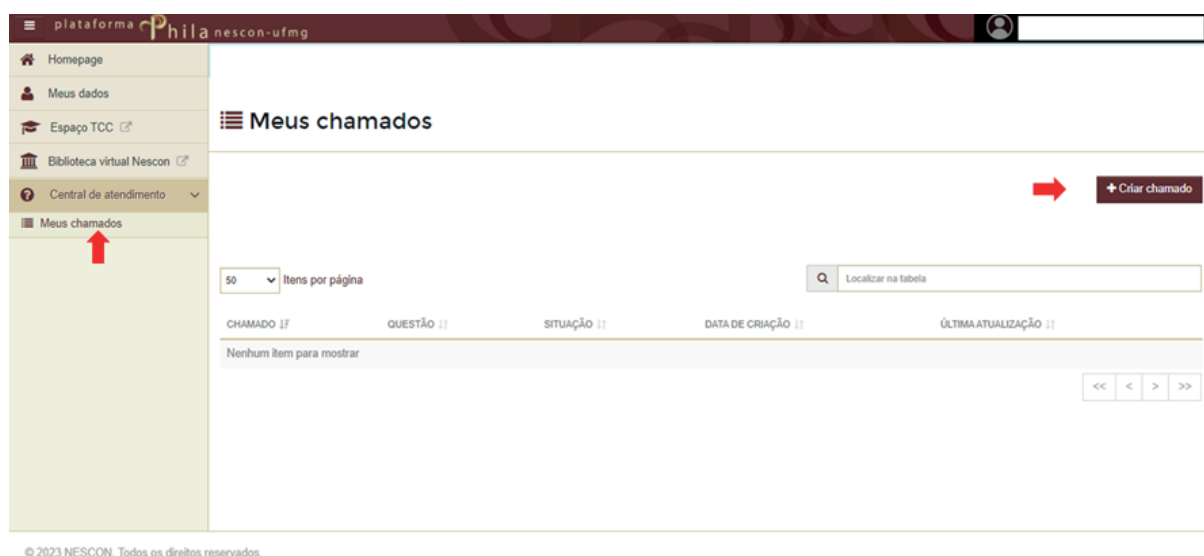 plataforma Phila nescon-ufmg
Homepage
Meus dados
Espaço TCC
Biblioteca virtual Nescon
Central de atendimento
Meus chamados
Meus chamados
+ Criar chamado
50 Itens por página
Localizar na tabela
CHAMADO QUESTÃO SITUAÇÃO DATA DE CRIAÇÃO ÚLTIMA ATUALIZAÇÃO
Nenhum item para mostrar
<< < > >>
© 2023 NESCON. Todos os direitos reservados.